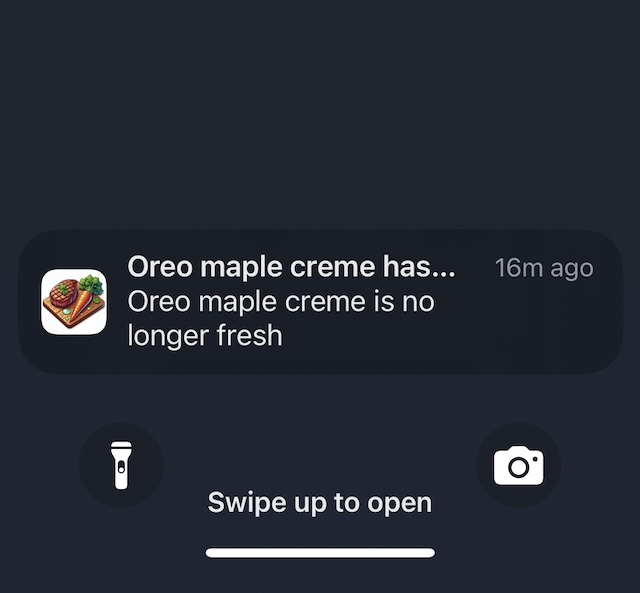 Oreo maple creme has...
16m ago
Oreo maple creme is no
longer fresh
Swipe up to open